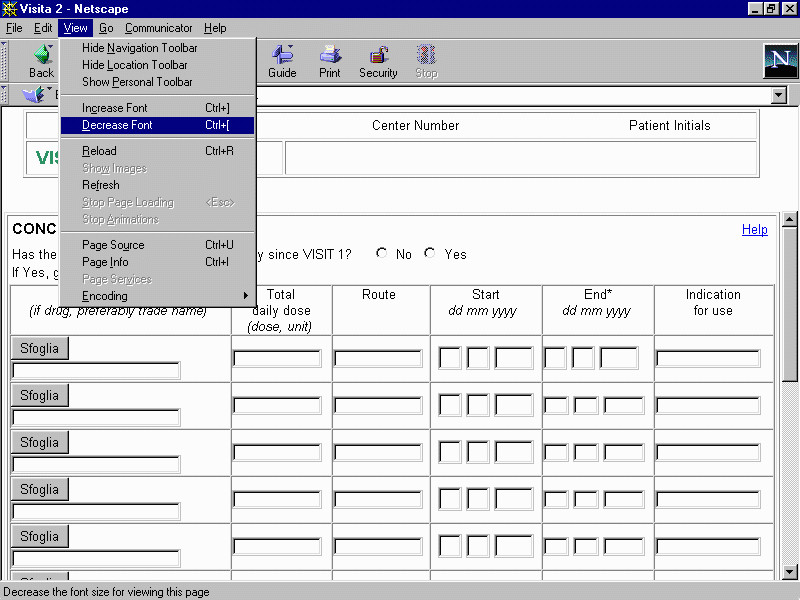 Visita 2 - Netscape
File Edit View Go Communicator Help
Back Guide Print Security Stop
Hide Navigation Toolbar
Hide Location Toolbar
Show Personal Toolbar
Increase Font Ctrl+]
Decrease Font Ctrl+[
Reload Ctrl+R
Show Images
Refresh
Stop Page Loading <Esc>
Stop Animations
Page Source Ctrl+U
Page Info Ctrl+I
Page Services
Encoding
Center Number Patient Initials
VIS
CONC
Help
Has the
y since VISIT 1? No Yes
If Yes, g
(if drug, preferably trade name)
Total
daily dose
(dose, unit)
Route
Start
dd mm yyyy
End*
dd mm yyyy
Indication
for use
Sfoglia
Sfoglia
Sfoglia
Sfoglia
Sfoglia
Decrease the font size for viewing this page